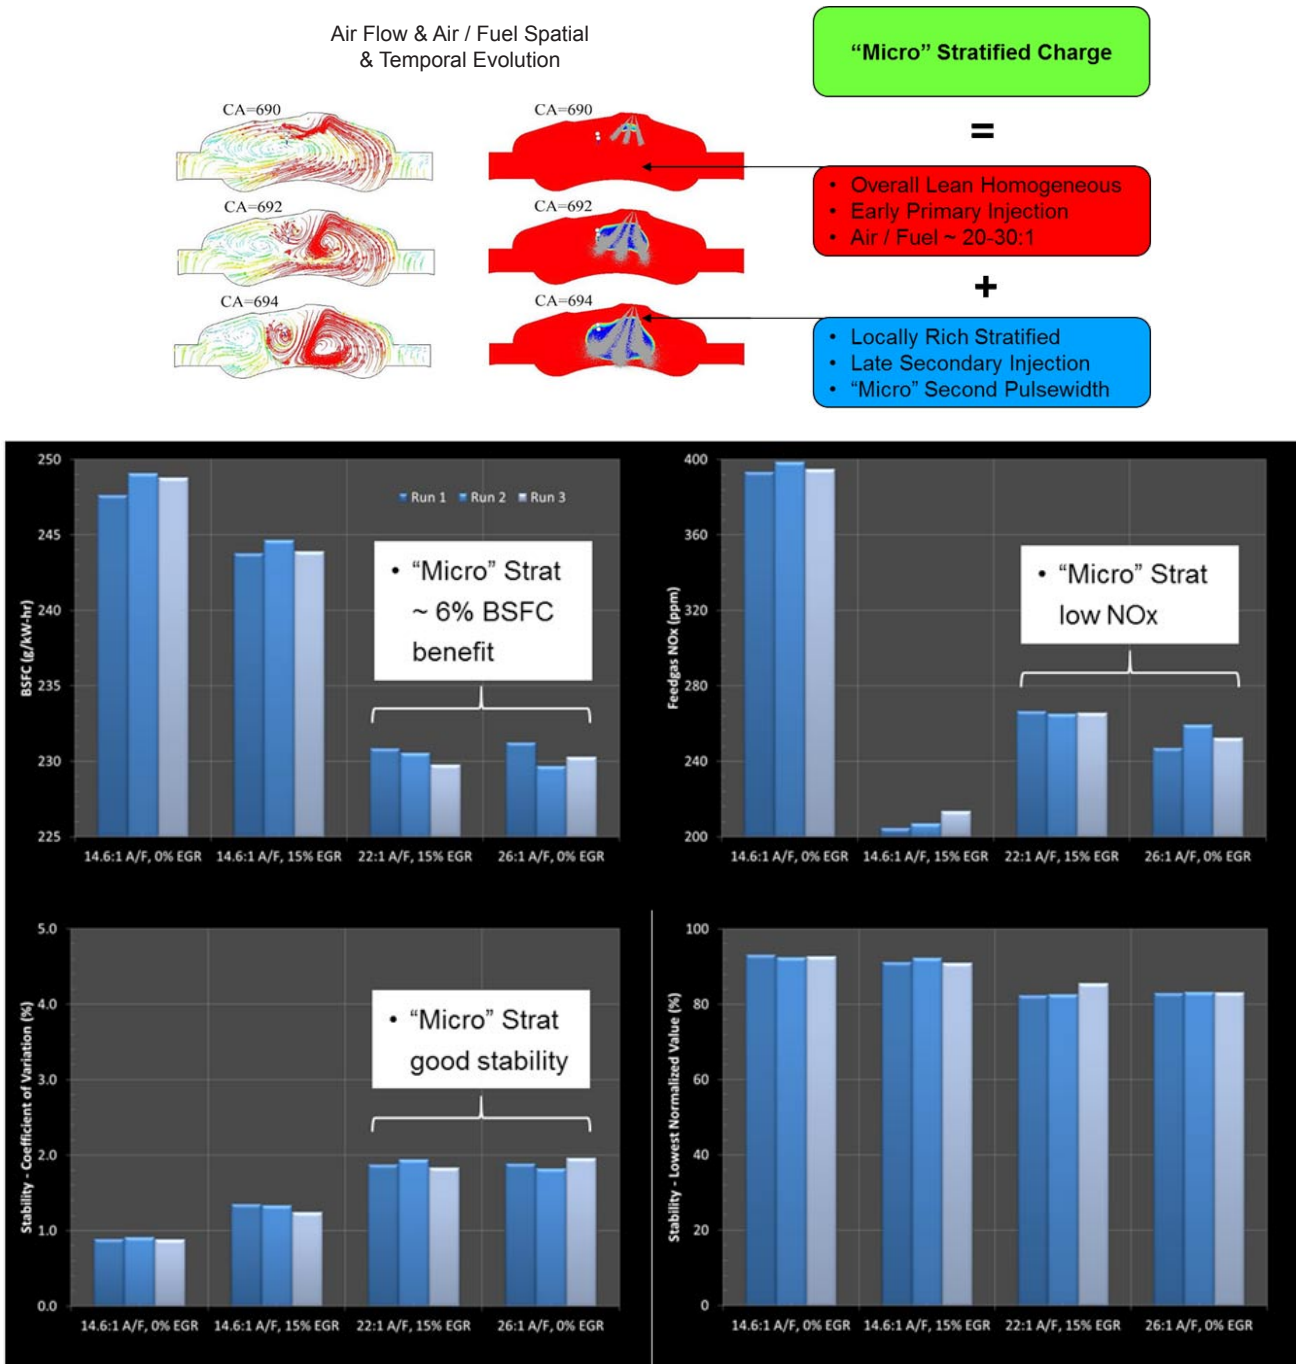 Air Flow & Air / Fuel Spatial
& Temporal Evolution
CA=690
CA=692
CA=694
CA=690
CA=692
CA=694
“Micro” Stratified Charge
=
• Overall Lean Homogeneous
• Early Primary Injection
• Air / Fuel ~ 20-30:1
+
• Locally Rich Stratified
• Late Secondary Injection
• “Micro” Second Pulsewidth
BSFC (g/kW-hr)
250
245
240
235
230
225
Run 1 Run 2 Run 3
• “Micro” Strat
~ 6% BSFC
benefit
14.6:1 A/F, 0% EGR 14.6:1 A/F, 15% EGR 22:1 A/F, 15% EGR 26:1 A/F, 0% EGR
Feedgas NOx (ppm)
400
360
320
280
240
200
• “Micro” Strat
low NOx
14.6:1 A/F, 0% EGR 14.6:1 A/F, 15% EGR 22:1 A/F, 15% EGR 26:1 A/F, 0% EGR
Stability - Coefficient of Variation (%)
5.0
4.0
3.0
2.0
1.0
0.0
• “Micro” Strat
good stability
14.6:1 A/F, 0% EGR 14.6:1 A/F, 15% EGR 22:1 A/F, 15% EGR 26:1 A/F, 0% EGR
Stability - Lowest Normalized Value (%)
100
80
60
40
20
0
14.6:1 A/F, 0% EGR 14.6:1 A/F, 15% EGR 22:1 A/F, 15% EGR 26:1 A/F, 0% EGR